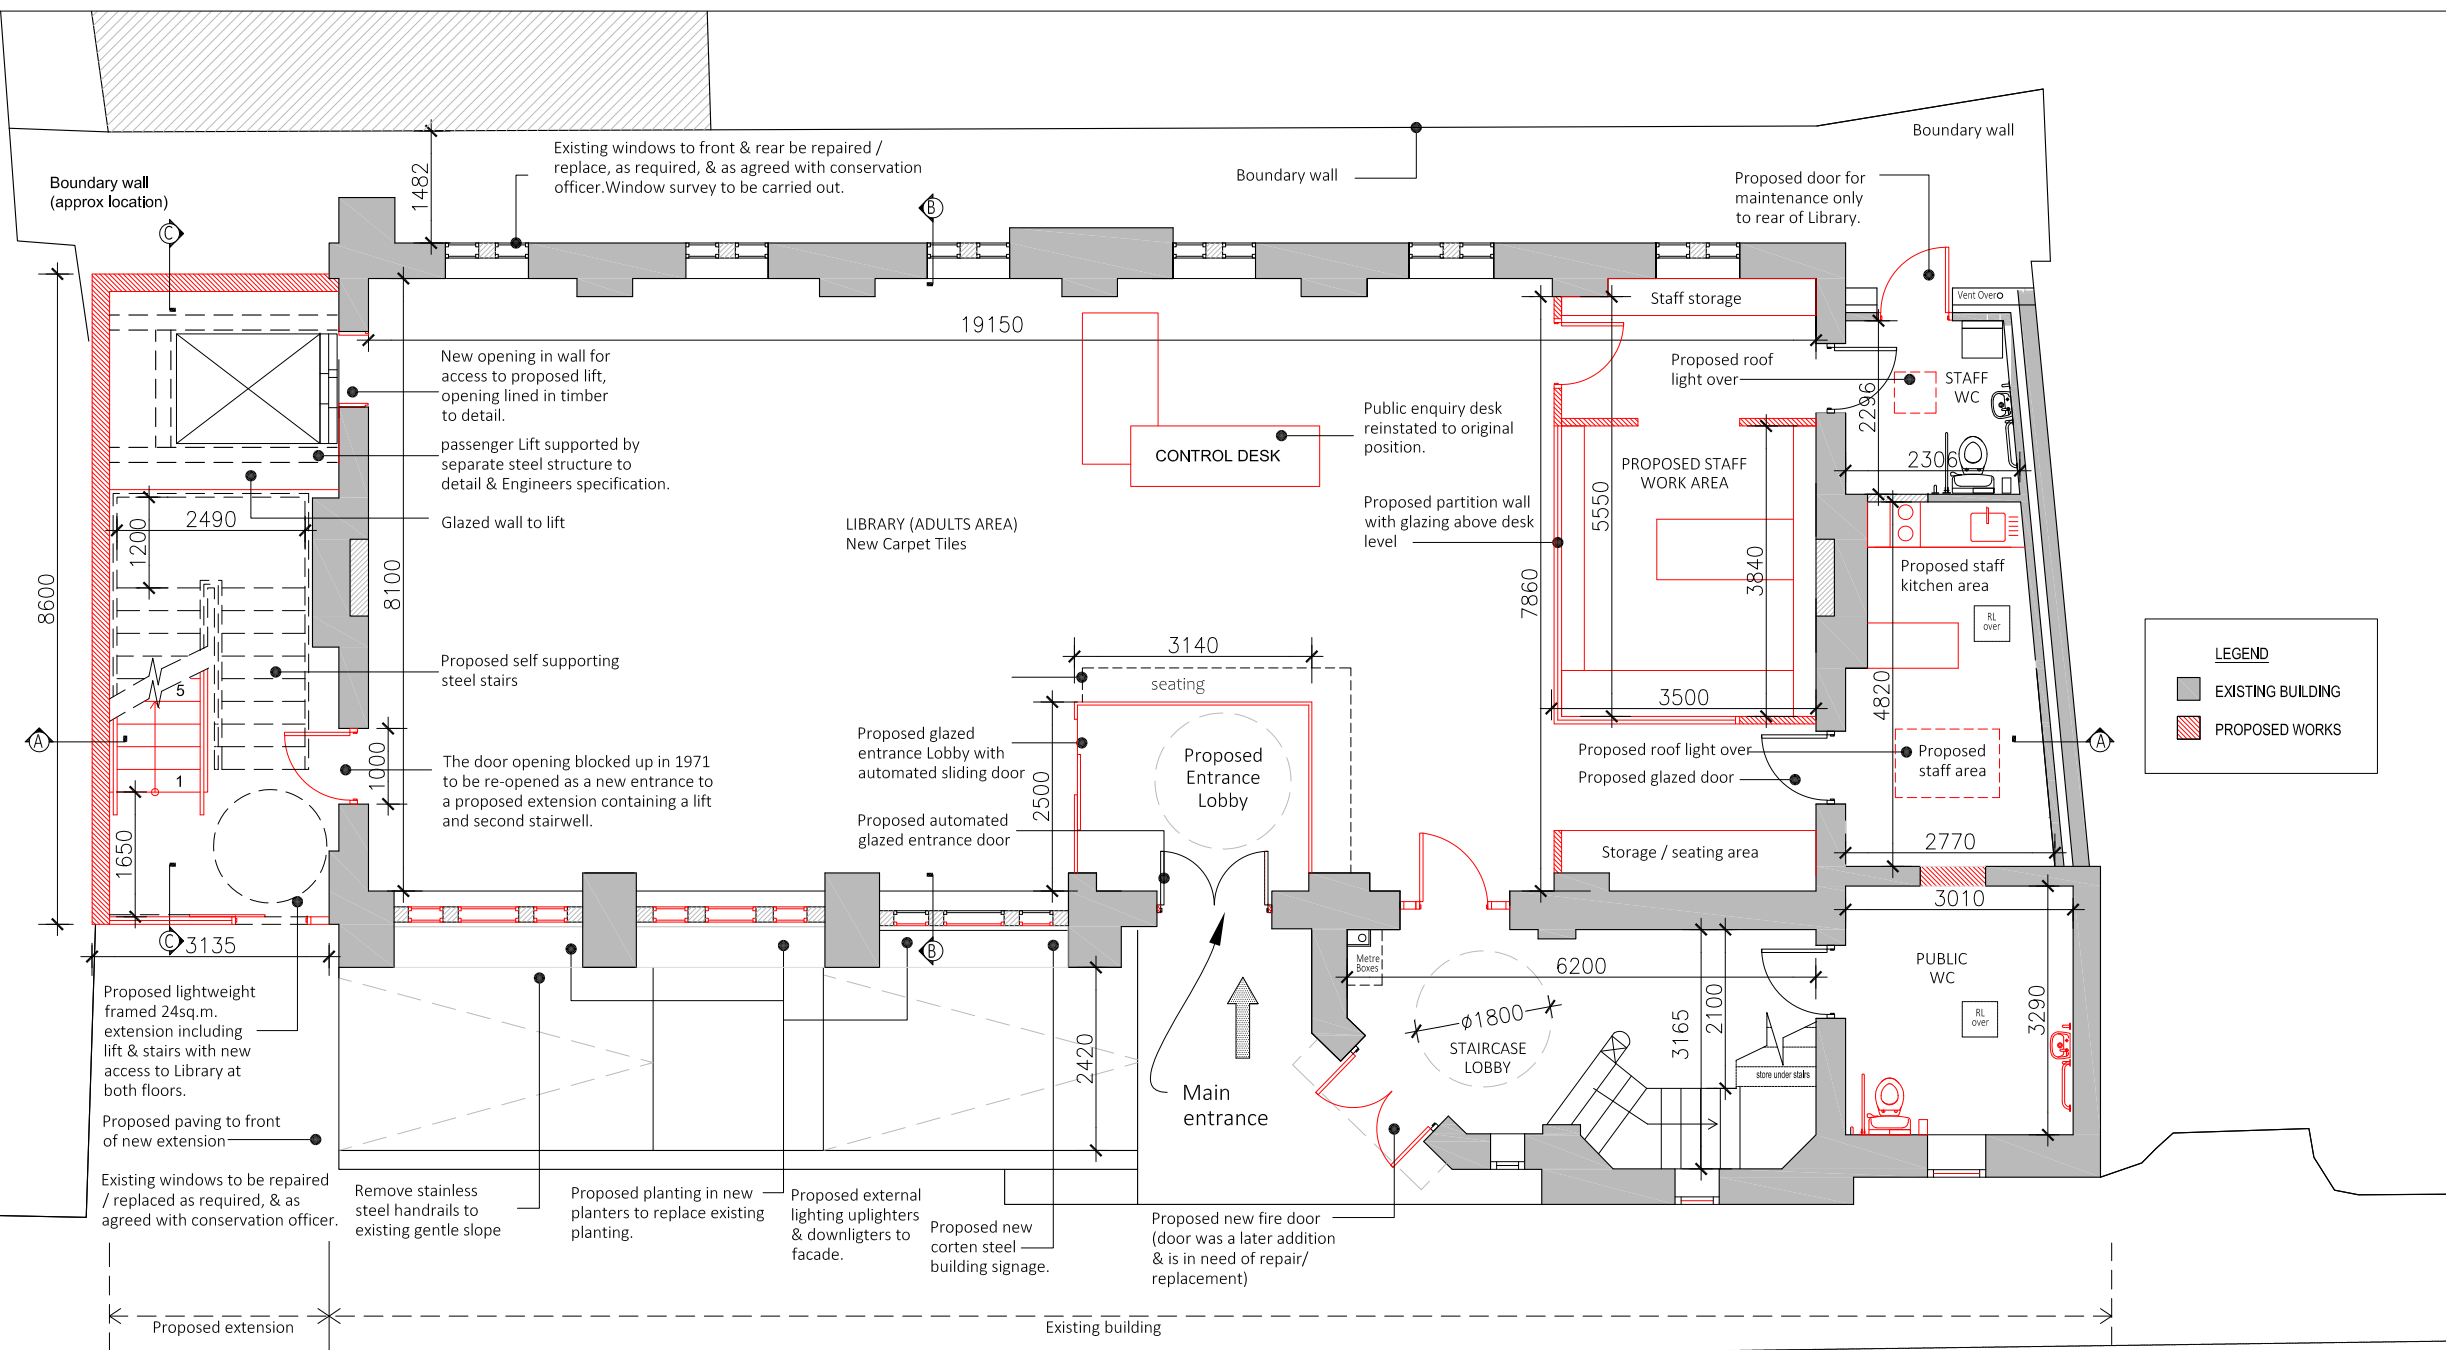 Boundary wall
(approx location)
1482
Existing windows to front & rear be repaired /
replace, as required, & as agreed with conservation
officer.Window survey to be carried out.
Boundary wall
Boundary wall
Proposed door for
maintenance only
to rear of Library.
C
B
19150
Staff storage
Vent Over
New opening in wall for
access to proposed lift,
opening lined in timber
to detail.
Proposed roof
light over
STAFF
WC
2296
2306
Public enquiry desk
reinstated to original
position.
CONTROL DESK
passenger Lift supported by
separate steel structure to
detail & Engineers specification.
PROPOSED STAFF
WORK AREA
Glazed wall to lift
2490
1200
8600
8100
LIBRARY (ADULTS AREA)
New Carpet Tiles
Proposed partition wall
with glazing above desk
level
5550
3840
7860
Proposed staff
kitchen area
RL
over
4820
LEGEND
EXISTING BUILDING
PROPOSED WORKS
Proposed self supporting
steel stairs
5
1
3140
seating
3500
A
1000
The door opening blocked up in 1971
to be re-opened as a new entrance to
a proposed extension containing a lift
and second stairwell.
Proposed glazed
entrance Lobby with
automated sliding door
2500
Proposed
Entrance
Lobby
Proposed roof light over
Proposed glazed door
Proposed
staff area
A
Proposed automated
glazed entrance door
1650
Storage / seating area
2770
3010
C
3135
B
Metre
Boxes
6200
PUBLIC
WC
3290
RL
over
Proposed lightweight
framed 24sq.m.
extension including
lift & stairs with new
access to Library at
both floors.
2420
ø1800
STAIRCASE
LOBBY
3165
2100
store under stairs
Main
entrance
Proposed paving to front
of new extension
Existing windows to be repaired
/ replaced as required, & as
agreed with conservation officer.
Remove stainless
steel handrails to
existing gentle slope
Proposed planting in new
planters to replace existing
planting.
Proposed external
lighting uplighters
& downligters to
facade.
Proposed new
corten steel
building signage.
Proposed new fire door
(door was a later addition
& is in need of repair/
replacement)
Proposed extension
Existing building